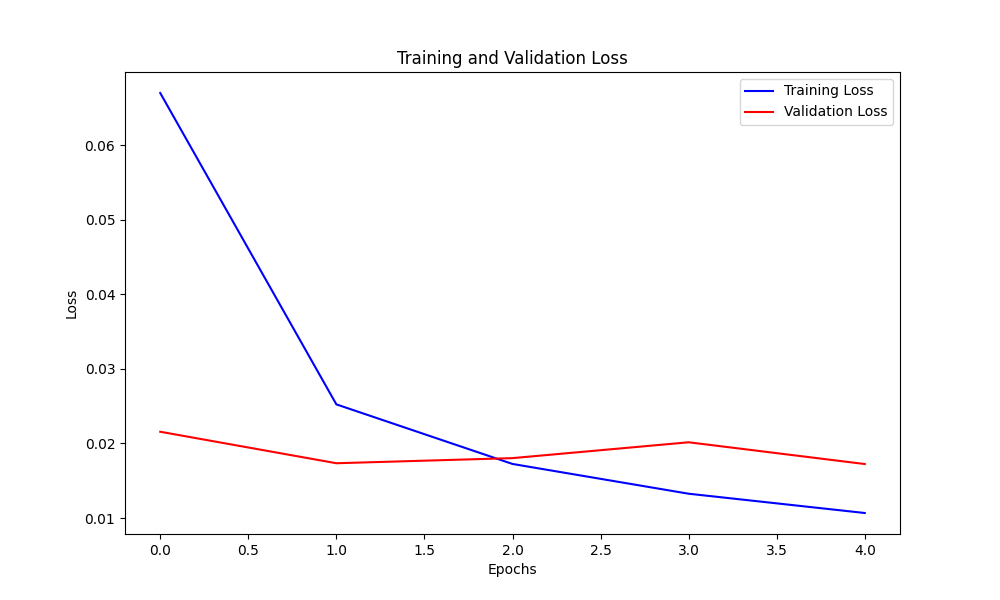 Training and Validation Loss
Training Loss
Validation Loss
Loss
0.06
0.05
0.04
0.03
0.02
0.01
0.0 0.5 1.0 1.5 2.0 2.5 3.0 3.5 4.0
Epochs